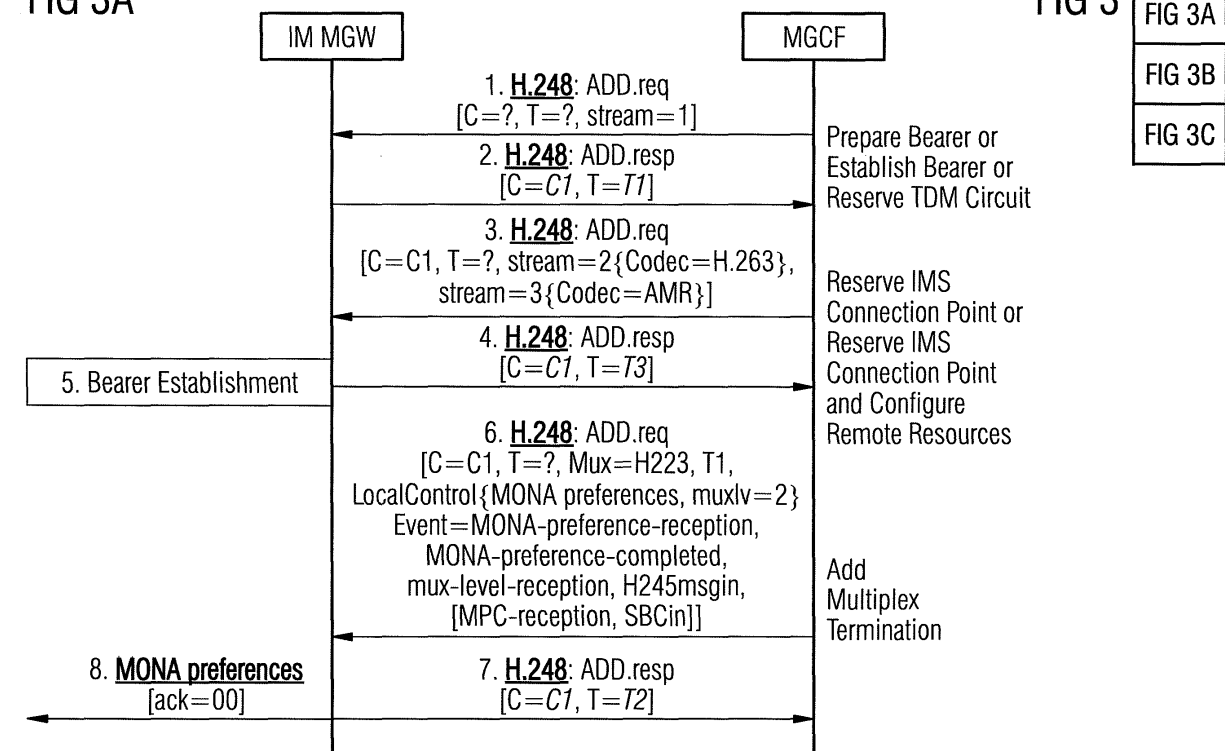 FIG 3A
FIG 3
FIG 3A
FIG 3B
FIG 3C
IM MGW
MGCF
1. H.248: ADD.req
[C=?, T=?, stream=1]
2. H.248: ADD.resp
[C=C1, T=T1]
Prepare Bearer or
Establish Bearer or
Reserve TDM Circuit
3. H.248: ADD.req
[C=C1, T=?, stream=2{Codec=H.263},
stream=3{Codec=AMR}]
4. H.248: ADD.resp
[C=C1, T=T3]
Reserve IMS
Connection Point or
Reserve IMS
Connection Point
and Configure
Remote Resources
5. Bearer Establishment
6. H.248: ADD.req
[C=C1, T=?, Mux=H223, T1,
LocalControl{MONA preferences, muxlv=2}
Event=MONA-preference-reception,
MONA-preference-completed,
mux-level-reception, H245msgin,
[MPC-reception, SBCin]]
Add
Multiplex
Termination
8. MONA preferences
[ack=00]
7. H.248: ADD.resp
[C=C1, T=T2]